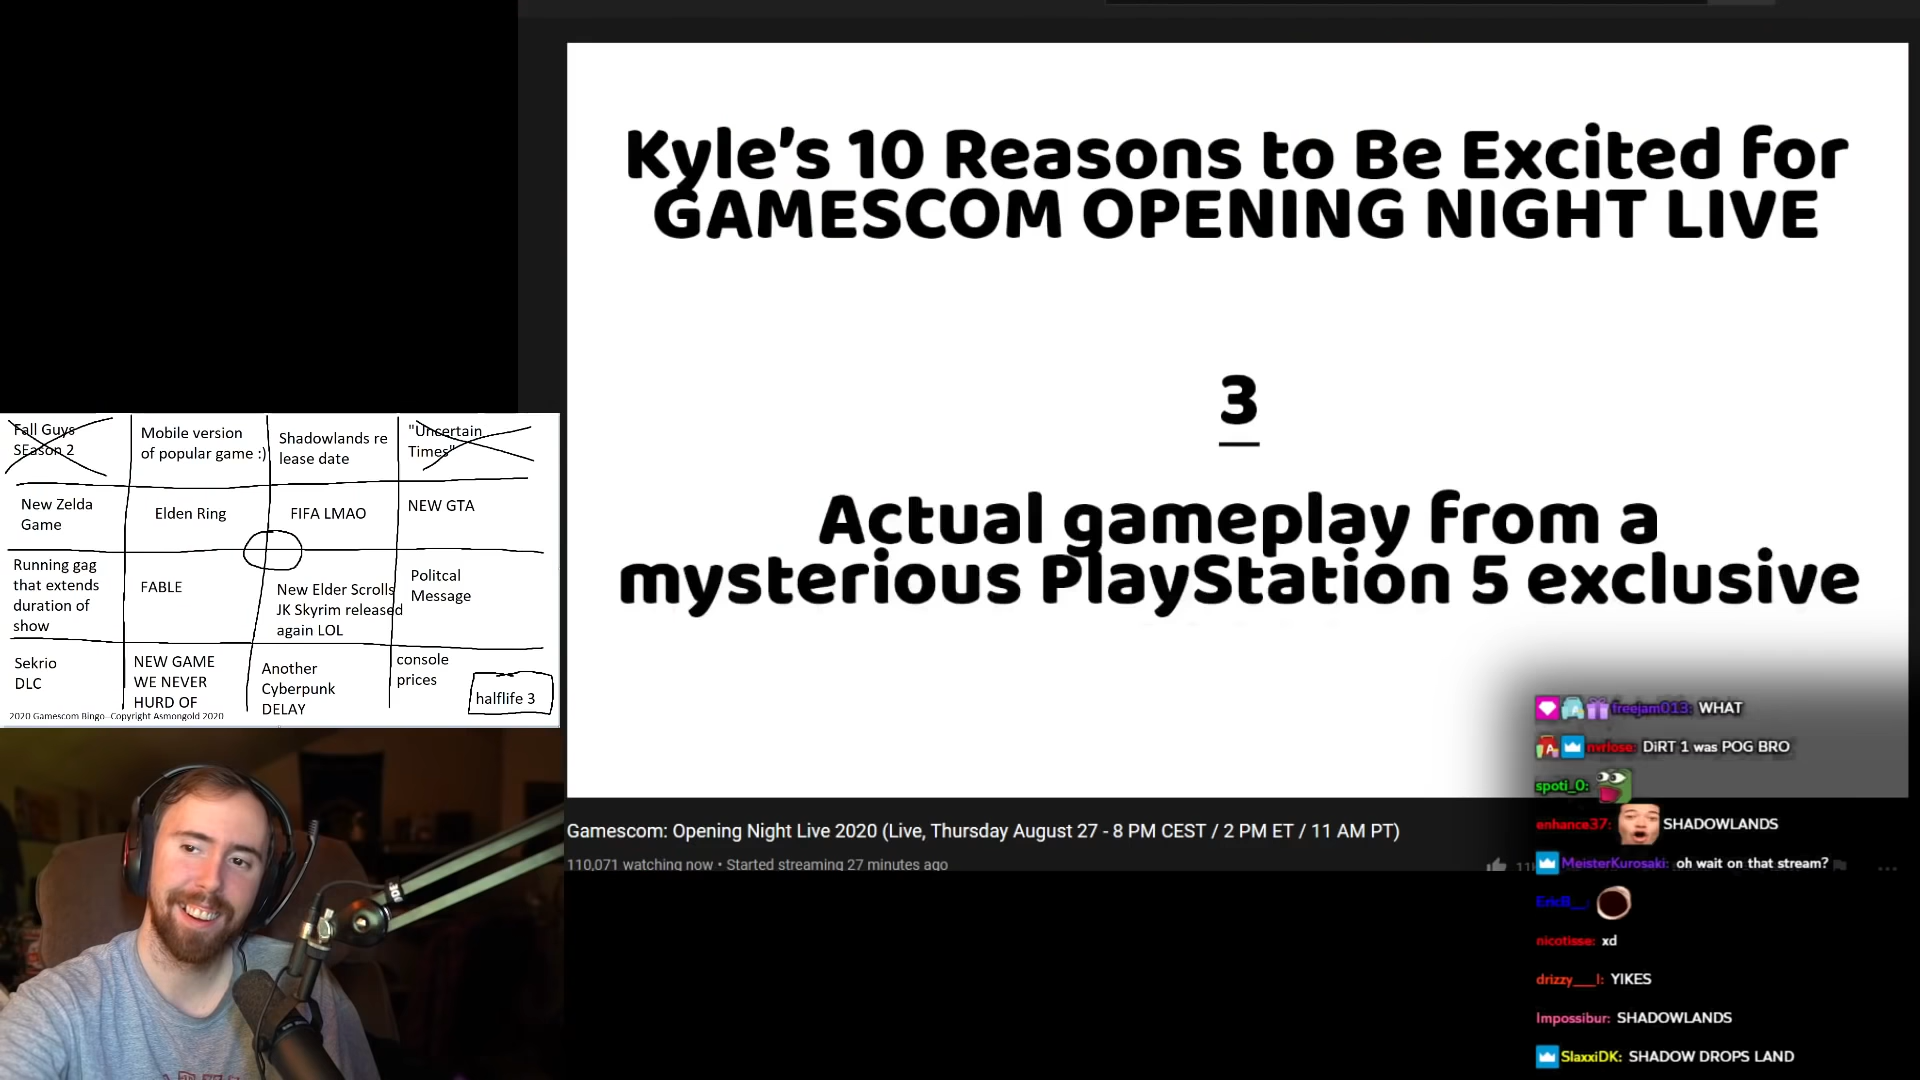 Kyle's 10 Reasons to Be Excited for
GAMESCOM OPENING NIGHT LIVE
3
Actual gameplay from a
mysterious PlayStation 5 exclusive
Fall Guys
SEason 2
Mobile version
of popular game :)
Shadowlands re
lease date
"Uncertain
Times"
New Zelda
Game
Elden Ring
FIFA LMAO
NEW GTA
Running gag
that extends
duration of
show
FABLE
New Elder Scrolls
JK Skyrim released
again LOL
Politcal
Message
Sekrio
DLC
NEW GAME
WE NEVER
HURD OF
Another
Cyberpunk
DELAY
console
prices
halflife 3
2020 Gamescom Bingo--Copyright Asmongold 2020
Gamescom: Opening Night Live 2020 (Live, Thursday August 27 - 8 PM CEST / 2 PM ET / 11 AM PT)
110,071 watching now • Started streaming 27 minutes ago
freejam013: WHAT
nvrlose: DiRT 1 was POG BRO
spoti_0:
enhance37: SHADOWLANDS
MeisterKurosaki: oh wait on that stream?
EricB__:
nicotisse: xd
drizzy___l: YIKES
Impossibur: SHADOWLANDS
SlaxxiDK: SHADOW DROPS LAND